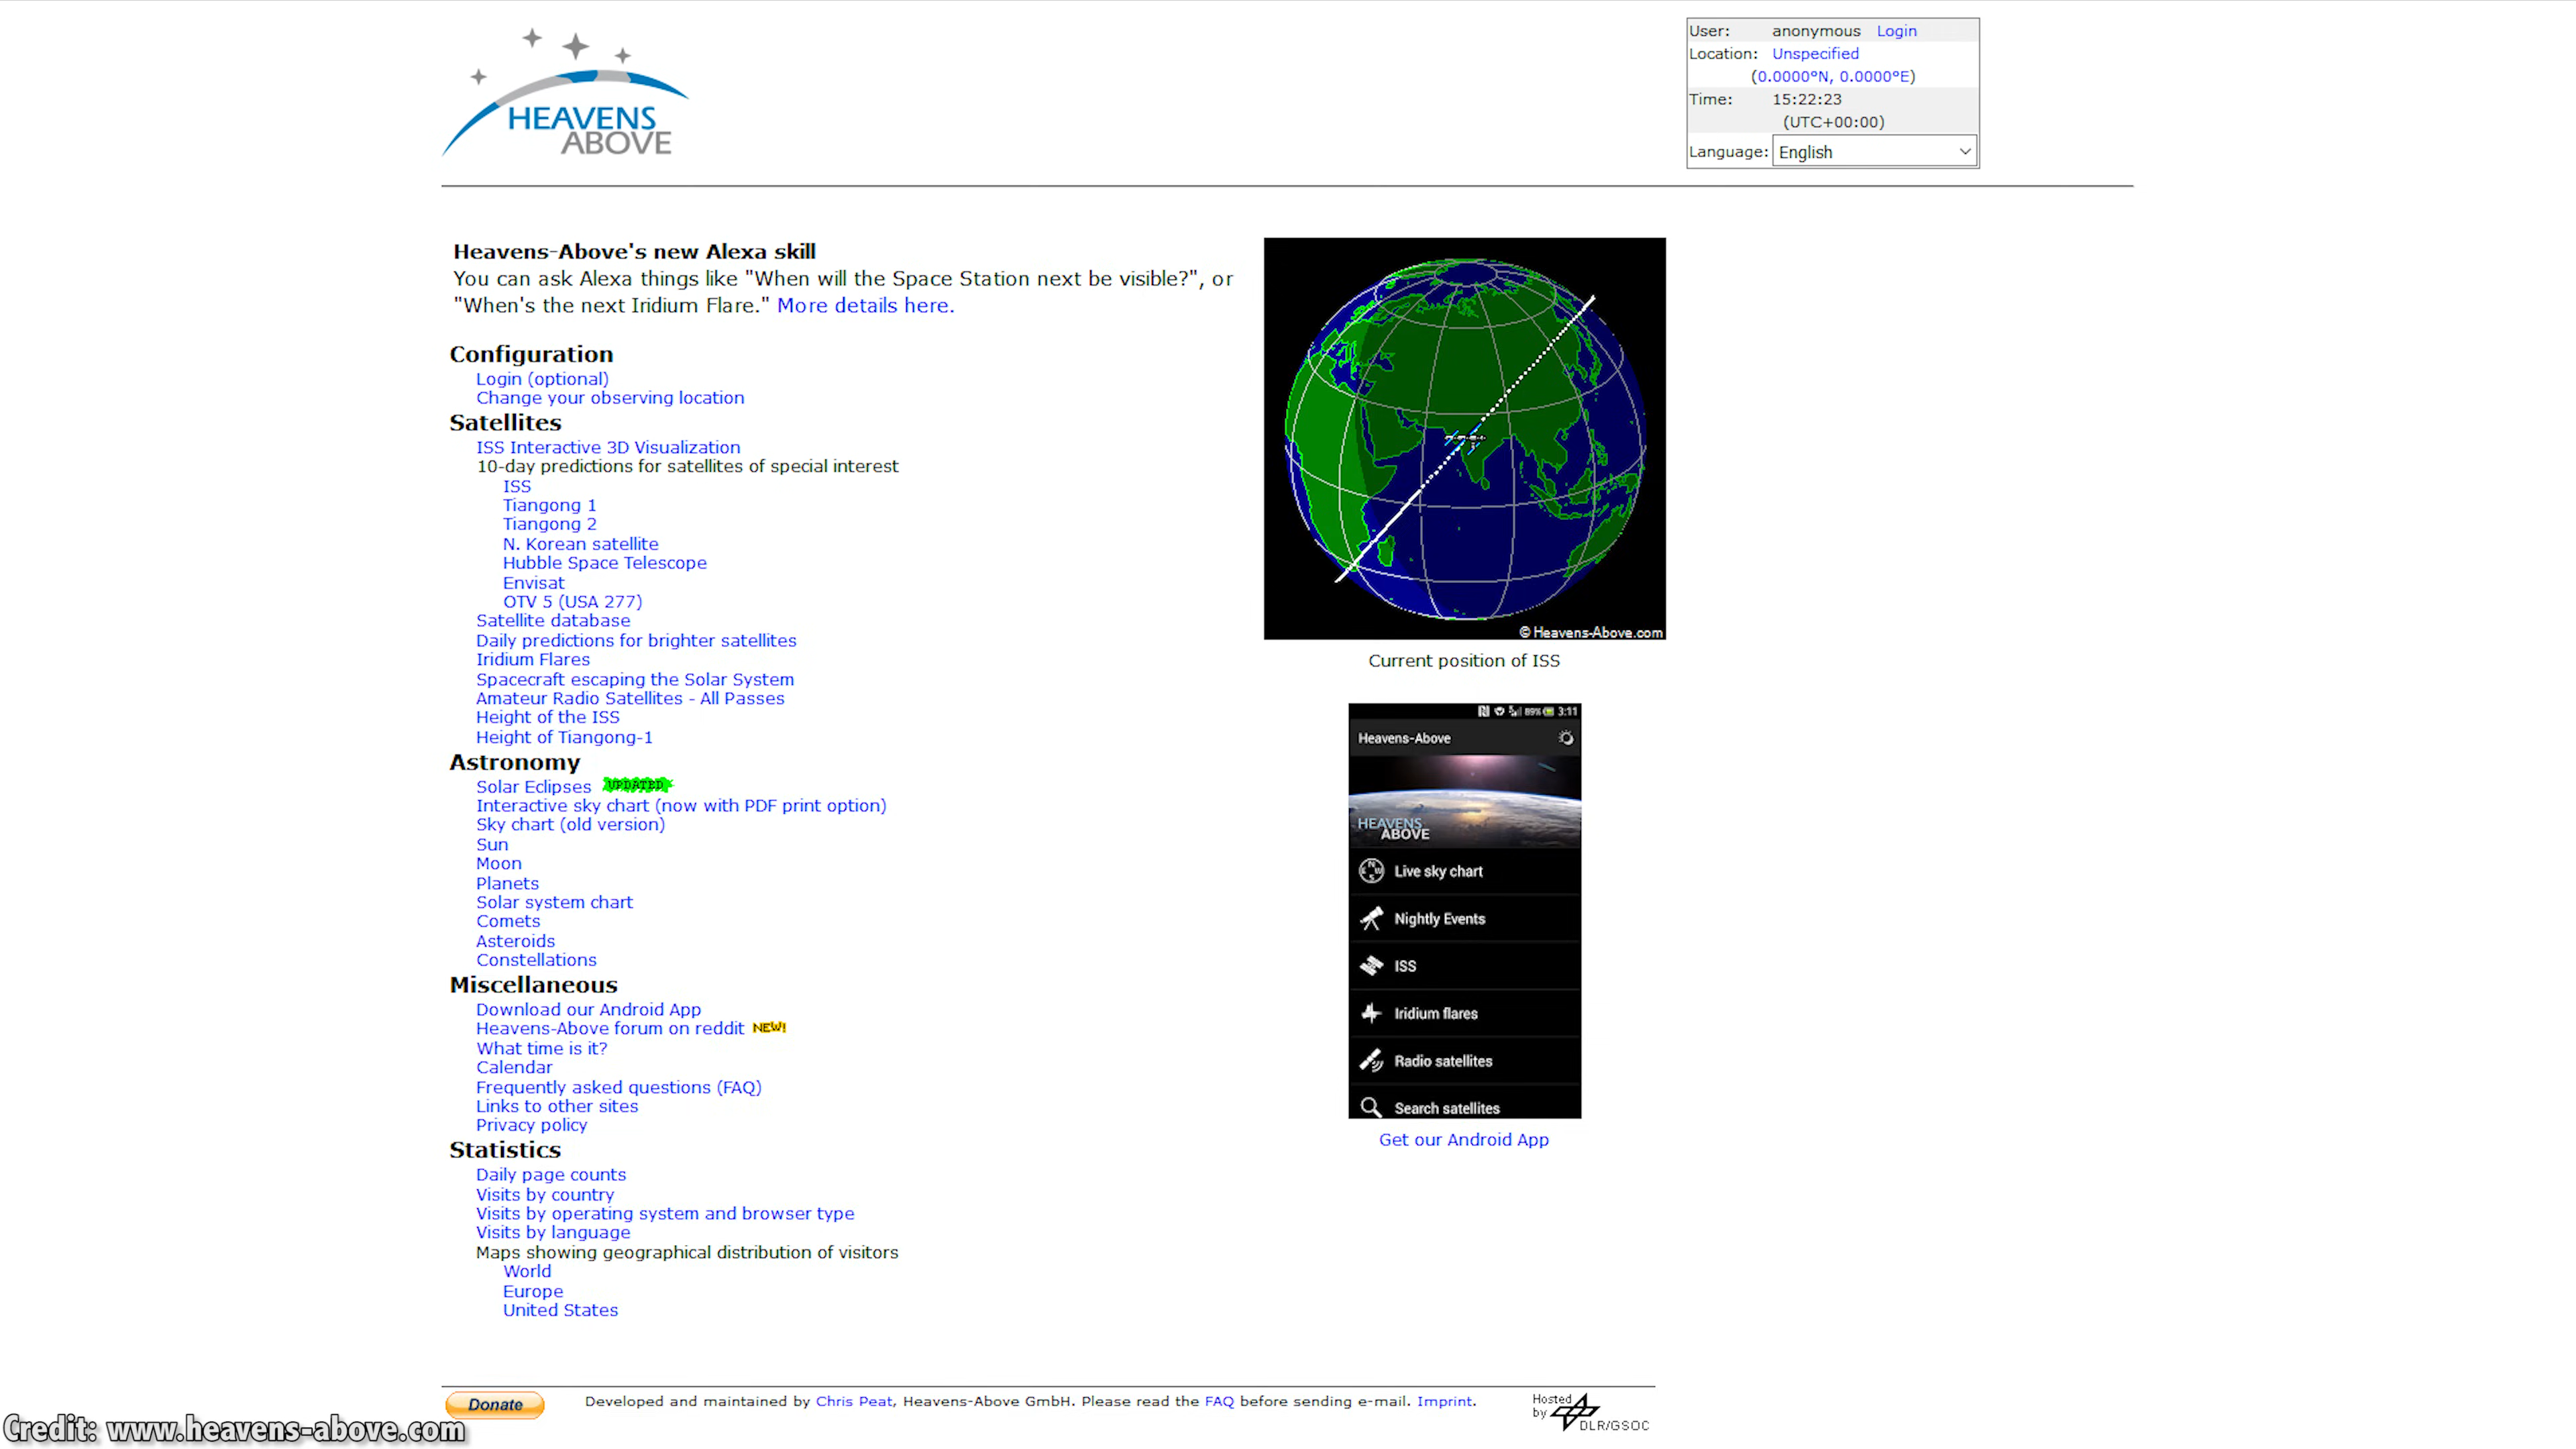 HEAVENS
ABOVE
User: anonymous Login
Location: Unspecified
(0.0000°N, 0.0000°E)
Time: 15:22:23
(UTC+00:00)
Language: English
Heavens-Above's new Alexa skill
You can ask Alexa things like "When will the Space Station next be visible?", or
"When's the next Iridium Flare." More details here.
Configuration
Login (optional)
Change your observing location
Satellites
ISS Interactive 3D Visualization
10-day predictions for satellites of special interest
ISS
Tiangong 1
Tiangong 2
N. Korean satellite
Hubble Space Telescope
Envisat
OTV 5 (USA 277)
Satellite database
Daily predictions for brighter satellites
Iridium Flares
Spacecraft escaping the Solar System
Amateur Radio Satellites - All Passes
Height of the ISS
Height of Tiangong-1
Astronomy
Solar Eclipses UPDATED
Interactive sky chart (now with PDF print option)
Sky chart (old version)
Sun
Moon
Planets
Solar system chart
Comets
Asteroids
Constellations
Miscellaneous
Download our Android App
Heavens-Above forum on reddit NEW!
What time is it?
Calendar
Frequently asked questions (FAQ)
Links to other sites
Privacy policy
Statistics
Daily page counts
Visits by country
Visits by operating system and browser type
Visits by language
Maps showing geographical distribution of visitors
World
Europe
United States
© Heavens-Above.com
Current position of ISS
89% 3:11
Heavens-Above
HEAVENS
ABOVE
Live sky chart
Nightly Events
ISS
Iridium flares
Radio satellites
Search satellites
Get our Android App
Donate
Developed and maintained by Chris Peat, Heavens-Above GmbH. Please read the FAQ before sending e-mail. Imprint.
Hosted
by
DLR/GSOC
Credit: www.heavens-above.com